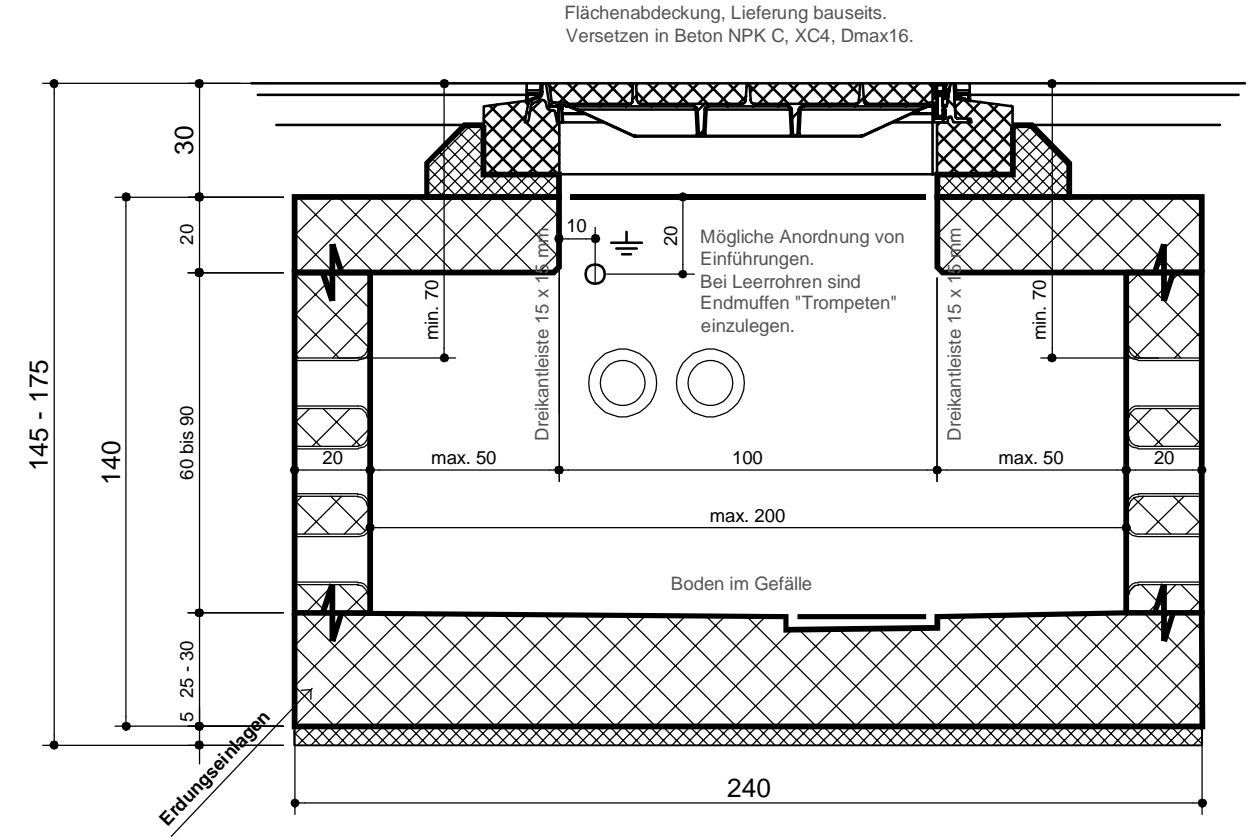 Flächenabdeckung, Lieferung bauseits.
Versetzen in Beton NPK C, XC4, Dmax16.
30
20
10
20
Mögliche Anordnung von
Einführungen.
Bei Leerrohren sind
Endmuffen "Trompeten"
einzulegen.
Dreikantleiste 15 x 15 mm
Dreikantleiste 15 x 15 mm
min. 70
min. 70
145 - 175
140
60 bis 90
20
max. 50
100
max. 50
20
max. 200
Boden im Gefälle
25 - 30
5
Erdungseinlagen
240